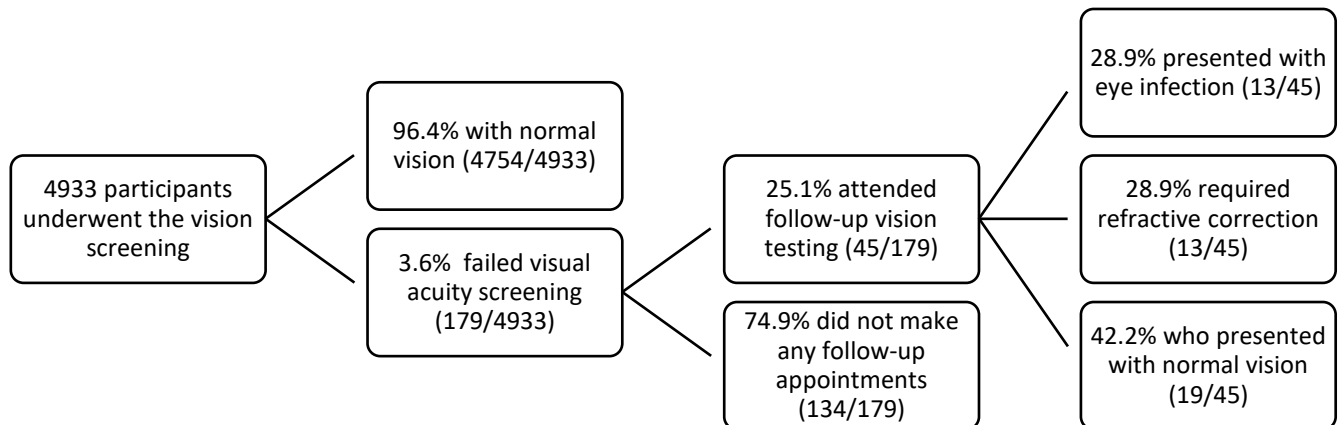 4933 participants
underwent the vision
screening
96.4% with normal
vision (4754/4933)
3.6%  failed visual
acuity screening
(179/4933)
25.1% attended
follow-up vision
testing (45/179)
74.9% did not make
any follow-up
appointments
(134/179)
28.9% presented with
eye infection (13/45)
28.9% required
refractive correction
(13/45)
42.2% who presented
with normal vision
(19/45)